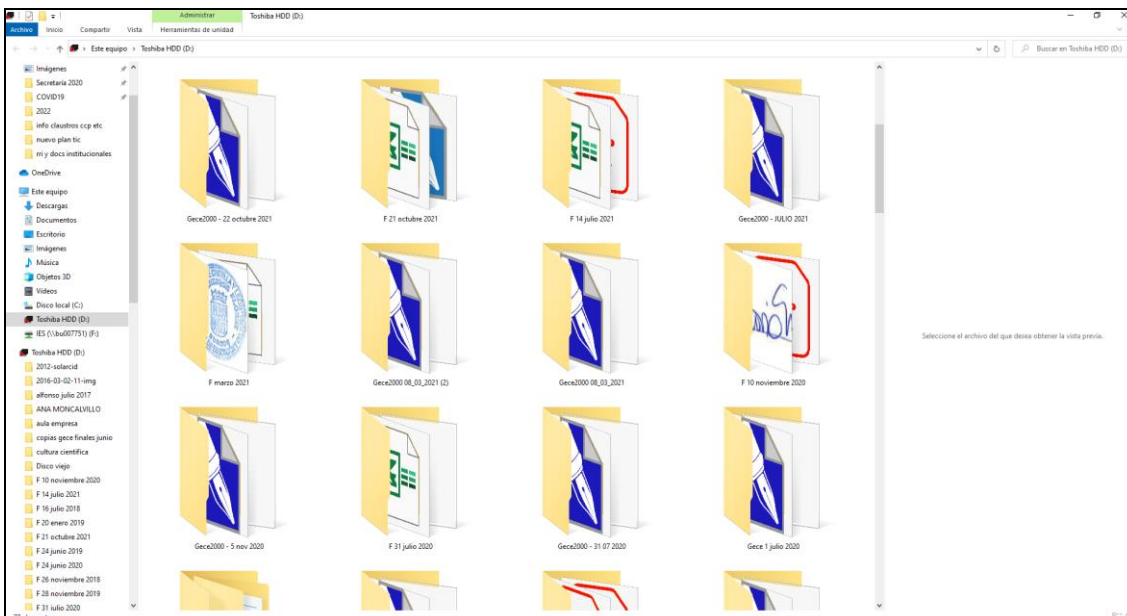 Administrar
Toshiba HDD (D:)
Archivo
Inicio
Compartir
Vista
Herramientas de unidad
Este equipo > Toshiba HDD (D:)
Buscar en Toshiba HDD (D:)
Imágenes
Secretaría 2020
COVID19
2022
info claustros ccp etc
nuevo plan tic
rri y docs institucionales
OneDrive
Este equipo
Descargas
Documentos
Escritorio
Imágenes
Música
Objetos 3D
Vídeos
Disco local (C:)
Toshiba HDD (D:)
IES (\\bu007751) (F:)
Toshiba HDD (D:)
2012-solarcid
2016-03-02-11-img
alfonso julio 2017
ANA MONCALVILLO
aula empresa
copias gece finales junio
cultura científica
Disco viejo
F 10 noviembre 2020
F 14 julio 2021
F 16 julio 2018
F 20 enero 2019
F 21 octubre 2021
F 24 junio 2019
F 24 junio 2020
F 26 noviembre 2018
F 28 noviembre 2019
F 31 julio 2020
Gece2000 - 22 octubre 2021
F 21 octubre 2021
F 14 julio 2021
Gece2000 - JULIO 2021
F marzo 2021
Gece2000 08_03_2021 (2)
Gece2000 08_03_2021
F 10 noviembre 2020
Gece2000 - 5 nov 2020
F 31 julio 2020
Gece2000 - 31 07 2020
Gece 1 julio 2020
Seleccione el archivo del que desea obtener la vista previa.